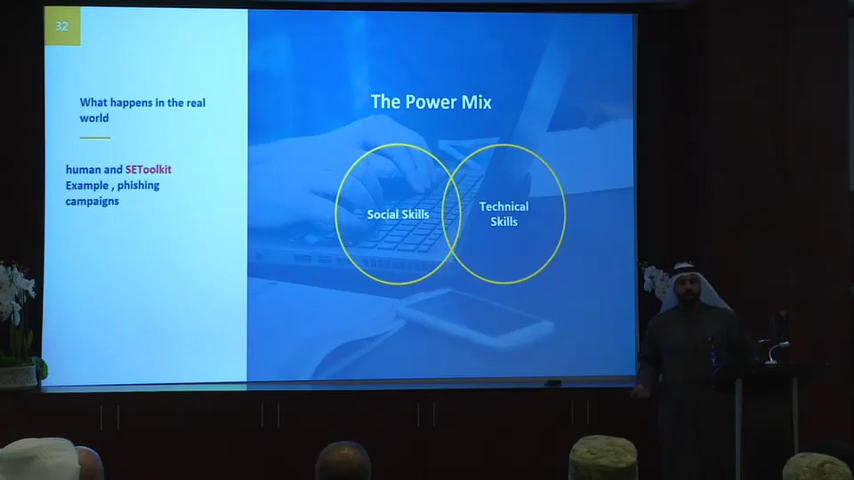 32
What happens in the real
world
human and SEToolkit
Example , phishing
campaigns
The Power Mix
Social Skills
Technical
Skills